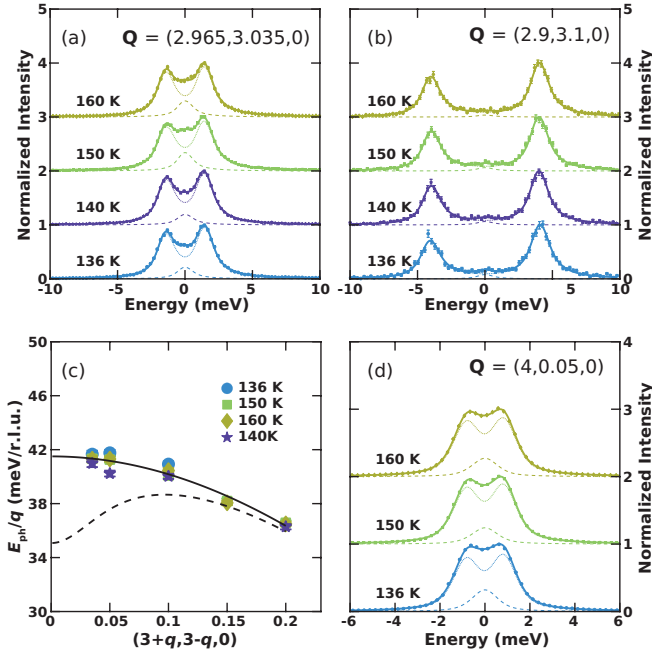 (a)
Q = (2.965,3.035,0)
160 K
150 K
140 K
136 K
0
1
2
3
4
5
Normalized Intensity
-10
-5
0
5
10
Energy (meV)
(b)
Q = (2.9,3.1,0)
160 K
150 K
140 K
136 K
0
1
2
3
4
5
Normalized Intensity
-10
-5
0
5
10
Energy (meV)
(c)
136 K
150 K
160 K
140K
30
34
38
42
46
50
E_ph/q (meV/r.l.u.)
0
0.05
0.1
0.15
0.2
(3+q,3-q,0)
(d)
Q = (4,0.05,0)
160 K
150 K
136 K
0
1
2
3
4
Normalized Intensity
-6
-4
-2
0
2
4
6
Energy (meV)